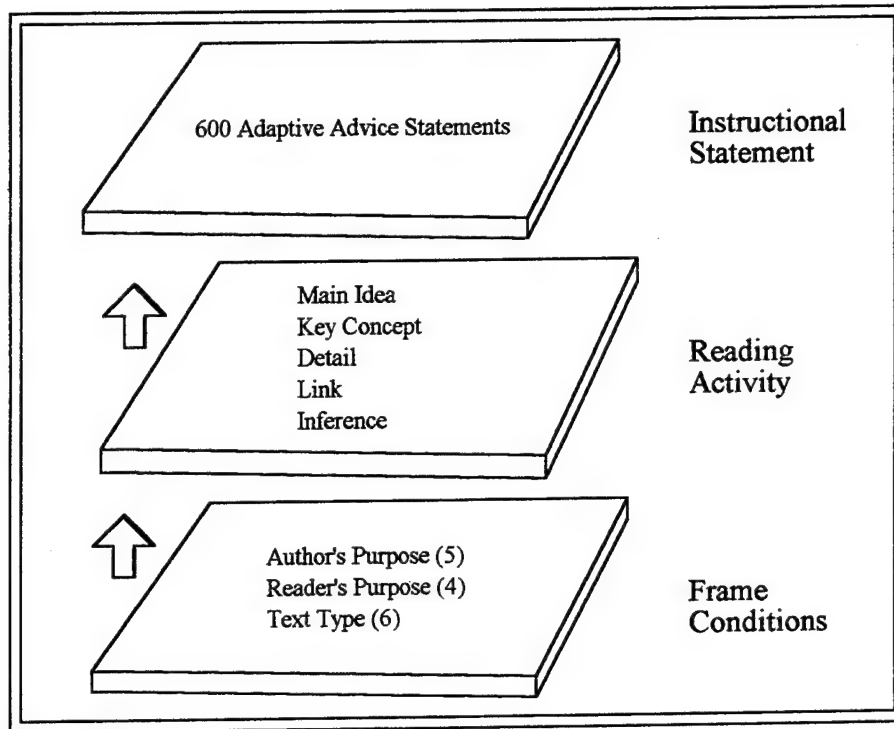 600 Adaptive Advice Statements
Instructional
Statement
Main Idea
Key Concept
Detail
Link
Inference
Reading
Activity
Author's Purpose (5)
Reader's Purpose (4)
Text Type (6)
Frame
Conditions